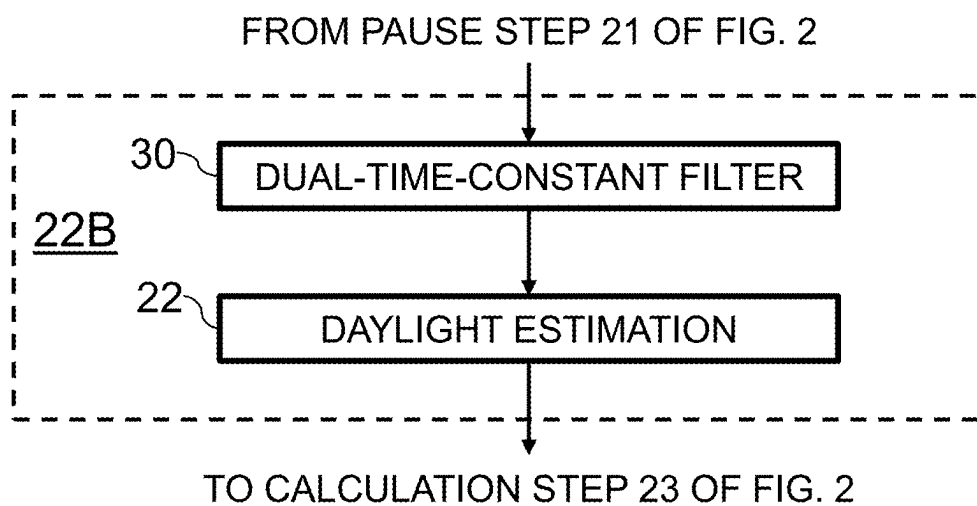 FROM PAUSE STEP 21 OF FIG. 2
30
DUAL-TIME-CONSTANT FILTER
22B
22
DAYLIGHT ESTIMATION
TO CALCULATION STEP 23 OF FIG. 2